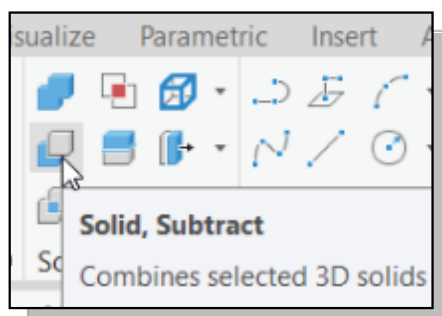 sualize Parametric Insert
Solid, Subtract
Combines selected 3D solids